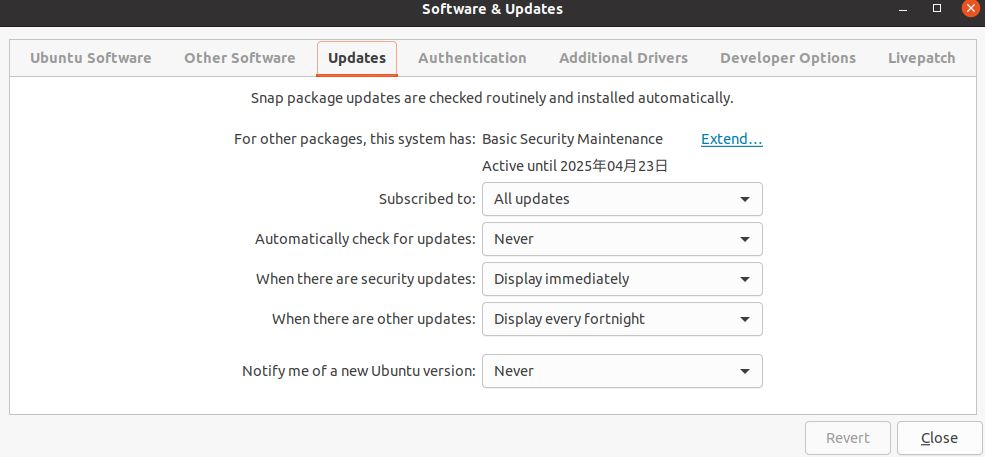 Software & Updates
Ubuntu Software Other Software Updates Authentication Additional Drivers Developer Options Livepatch
Snap package updates are checked routinely and installed automatically.
For other packages, this system has: Basic Security Maintenance Extend...
Active until 2025年04月23日
Subscribed to: All updates
Automatically check for updates: Never
When there are security updates: Display immediately
When there are other updates: Display every fortnight
Notify me of a new Ubuntu version: Never
Revert Close